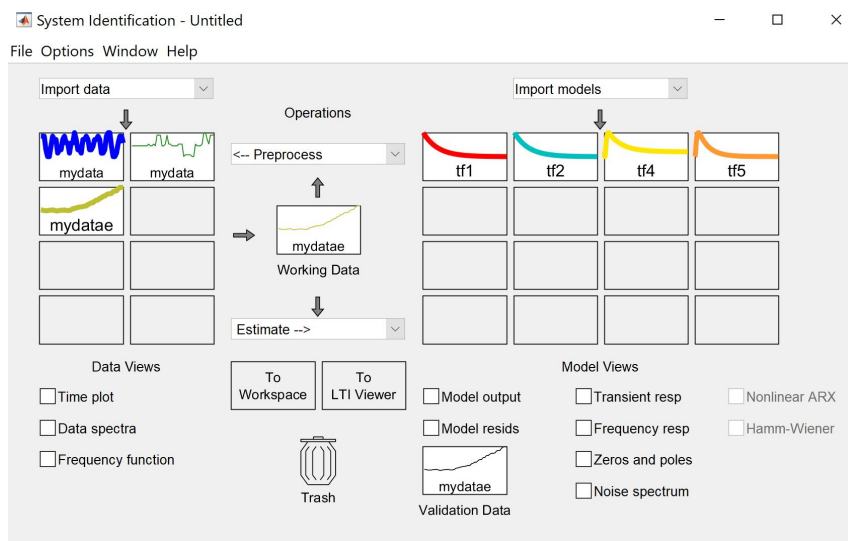 System Identification - Untitled
File Options Window Help
Import data
Import models
Operations
mydata
mydata
<-- Preprocess
tf1
tf2
tf4
tf5
mydatae
mydatae
Working Data
Estimate -->
Data Views
Model Views
To
Workspace
To
LTI Viewer
Time plot
Data spectra
Frequency function
Model output
Transient resp
Nonlinear ARX
Model resids
Frequency resp
Hamm-Wiener
Zeros and poles
mydatae
Noise spectrum
Trash
Validation Data